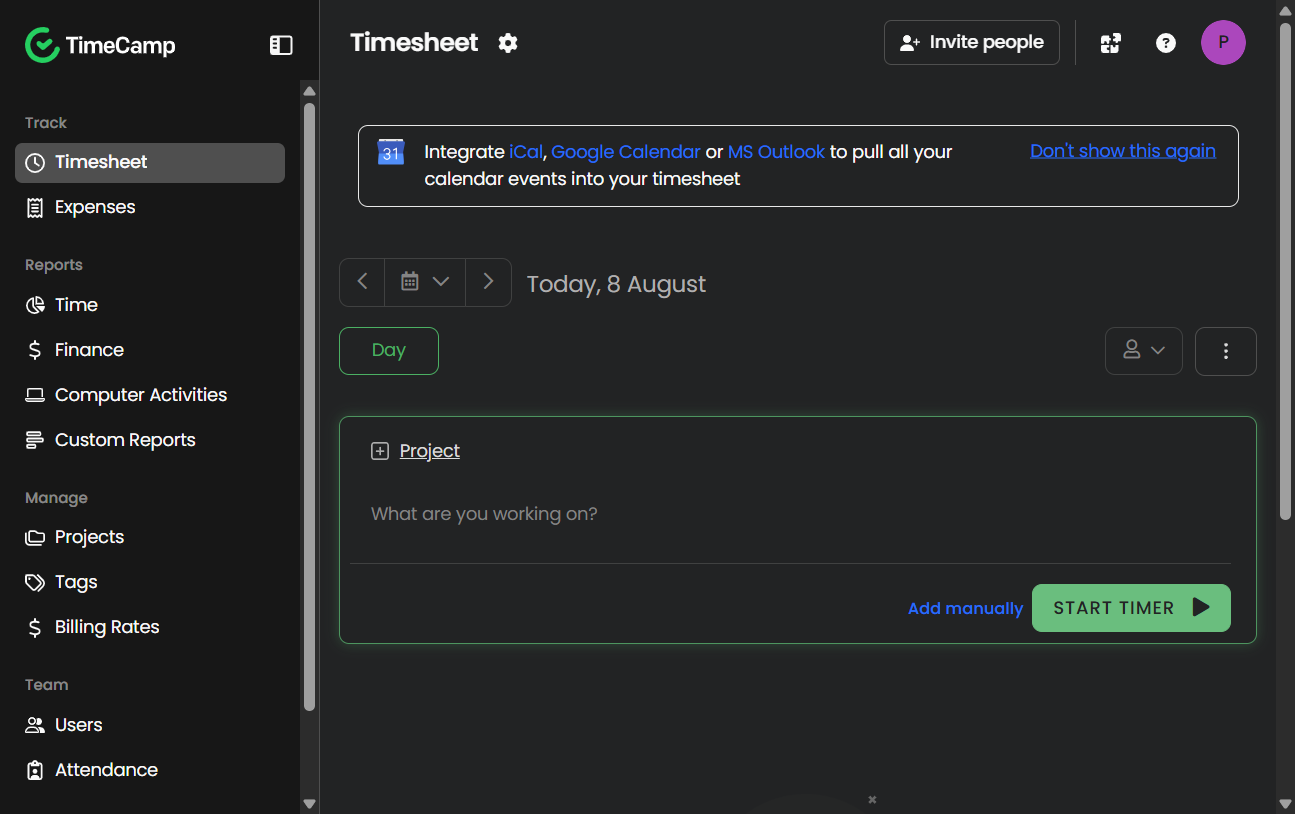 TimeCamp
Track
Timesheet
Expenses
Reports
Time
Finance
Computer Activities
Custom Reports
Manage
Projects
Tags
Billing Rates
Team
Users
Attendance
Timesheet
Invite people
?
P
31
Integrate iCal, Google Calendar or MS Outlook to pull all your
calendar events into your timesheet
Don't show this again
Today, 8 August
Day
Project
What are you working on?
Add manually
START TIMER